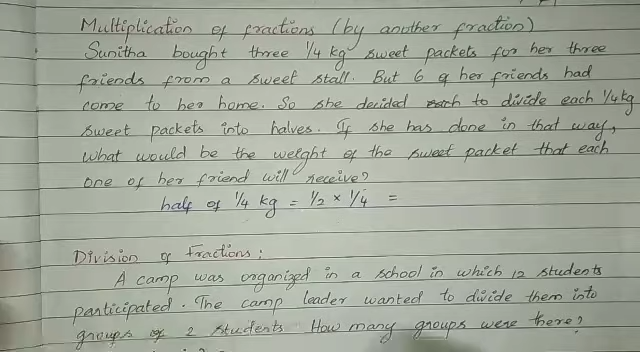 Multiplication of fractions (by another fraction)
Sunitha bought three 1/4 kg sweet packets for her three
friends from a sweet stall. But 6 of her friends had
come to her home. So she decided to divide each 1/4 kg
sweet packets into halves. If she has done in that way,
what would be the weight of the sweet packet that each
one of her friend will receive?
half of 1/4 kg = 1/2 × 1/4 =
Division of Fractions :
A camp was organized in a school in which 12 students
participated. The camp leader wanted to divide them into
groups of 2 students. How many groups were there?